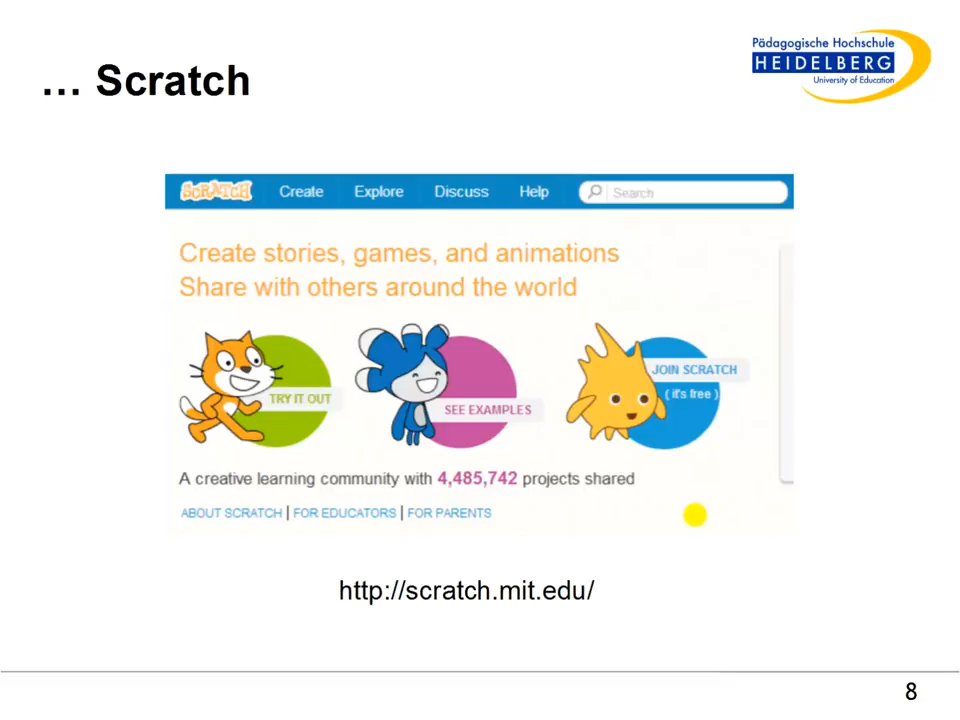 ... Scratch
Pädagogische Hochschule
HEIDELBERG
University of Education
SCRATCH Create Explore Discuss Help Search
Create stories, games, and animations
Share with others around the world
TRY IT OUT
SEE EXAMPLES
JOIN SCRATCH
( it's free )
A creative learning community with 4,485,742 projects shared
ABOUT SCRATCH | FOR EDUCATORS | FOR PARENTS
http://scratch.mit.edu/
8